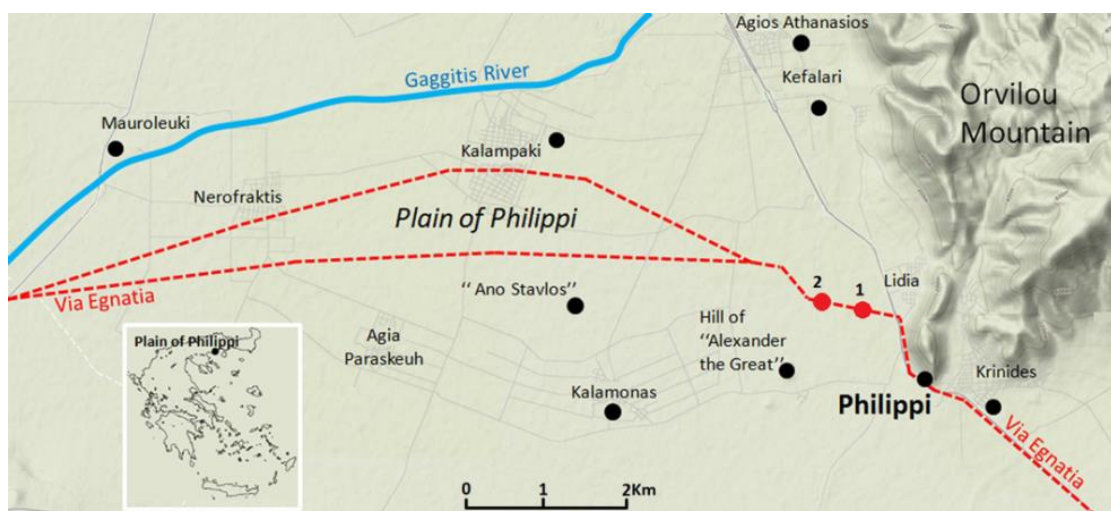 Agios Athanasios
Gaggitis River
Kefalari
Orvilou
Mountain
Mauroleuki
Kalampaki
Nerofraktis
Plain of Philippi
Via Egnatia
"Ano Stavlos"
2
1
Lidia
Hill of
"Alexander
the Great"
Agia
Paraskeuh
Plain of Philippi
Kalamonas
Krinides
Philippi
Via Egnatia
0 1 2Km